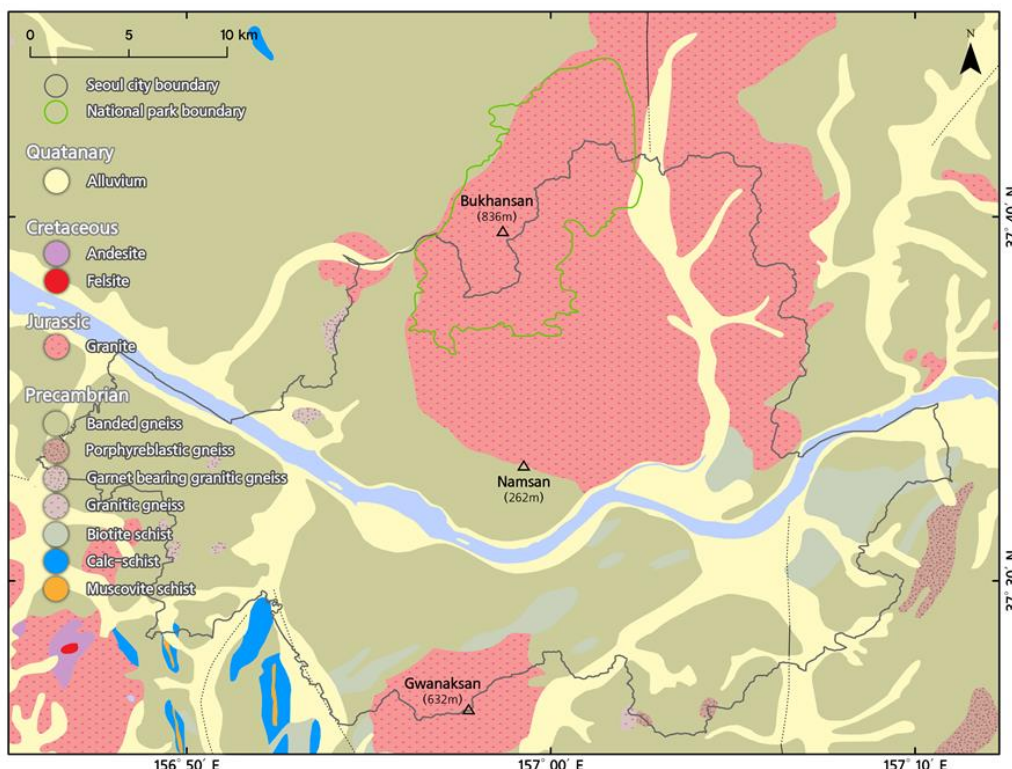 0 5 10 km
N
Seoul city boundary
National park boundary
Quatanary
Alluvium
Cretaceous
Andesite
Felsite
Jurassic
Granite
Precambrian
Banded gneiss
Porphyreblastic gneiss
Garnet bearing granitic gneiss
Granitic gneiss
Biotite schist
Calc-schist
Muscovite schist
Bukhansan
(836m)
Namsan
(262m)
Gwanaksan
(632m)
37° 40′ N
37° 30′ N
156° 50′ E
157° 00′ E
157° 10′ E